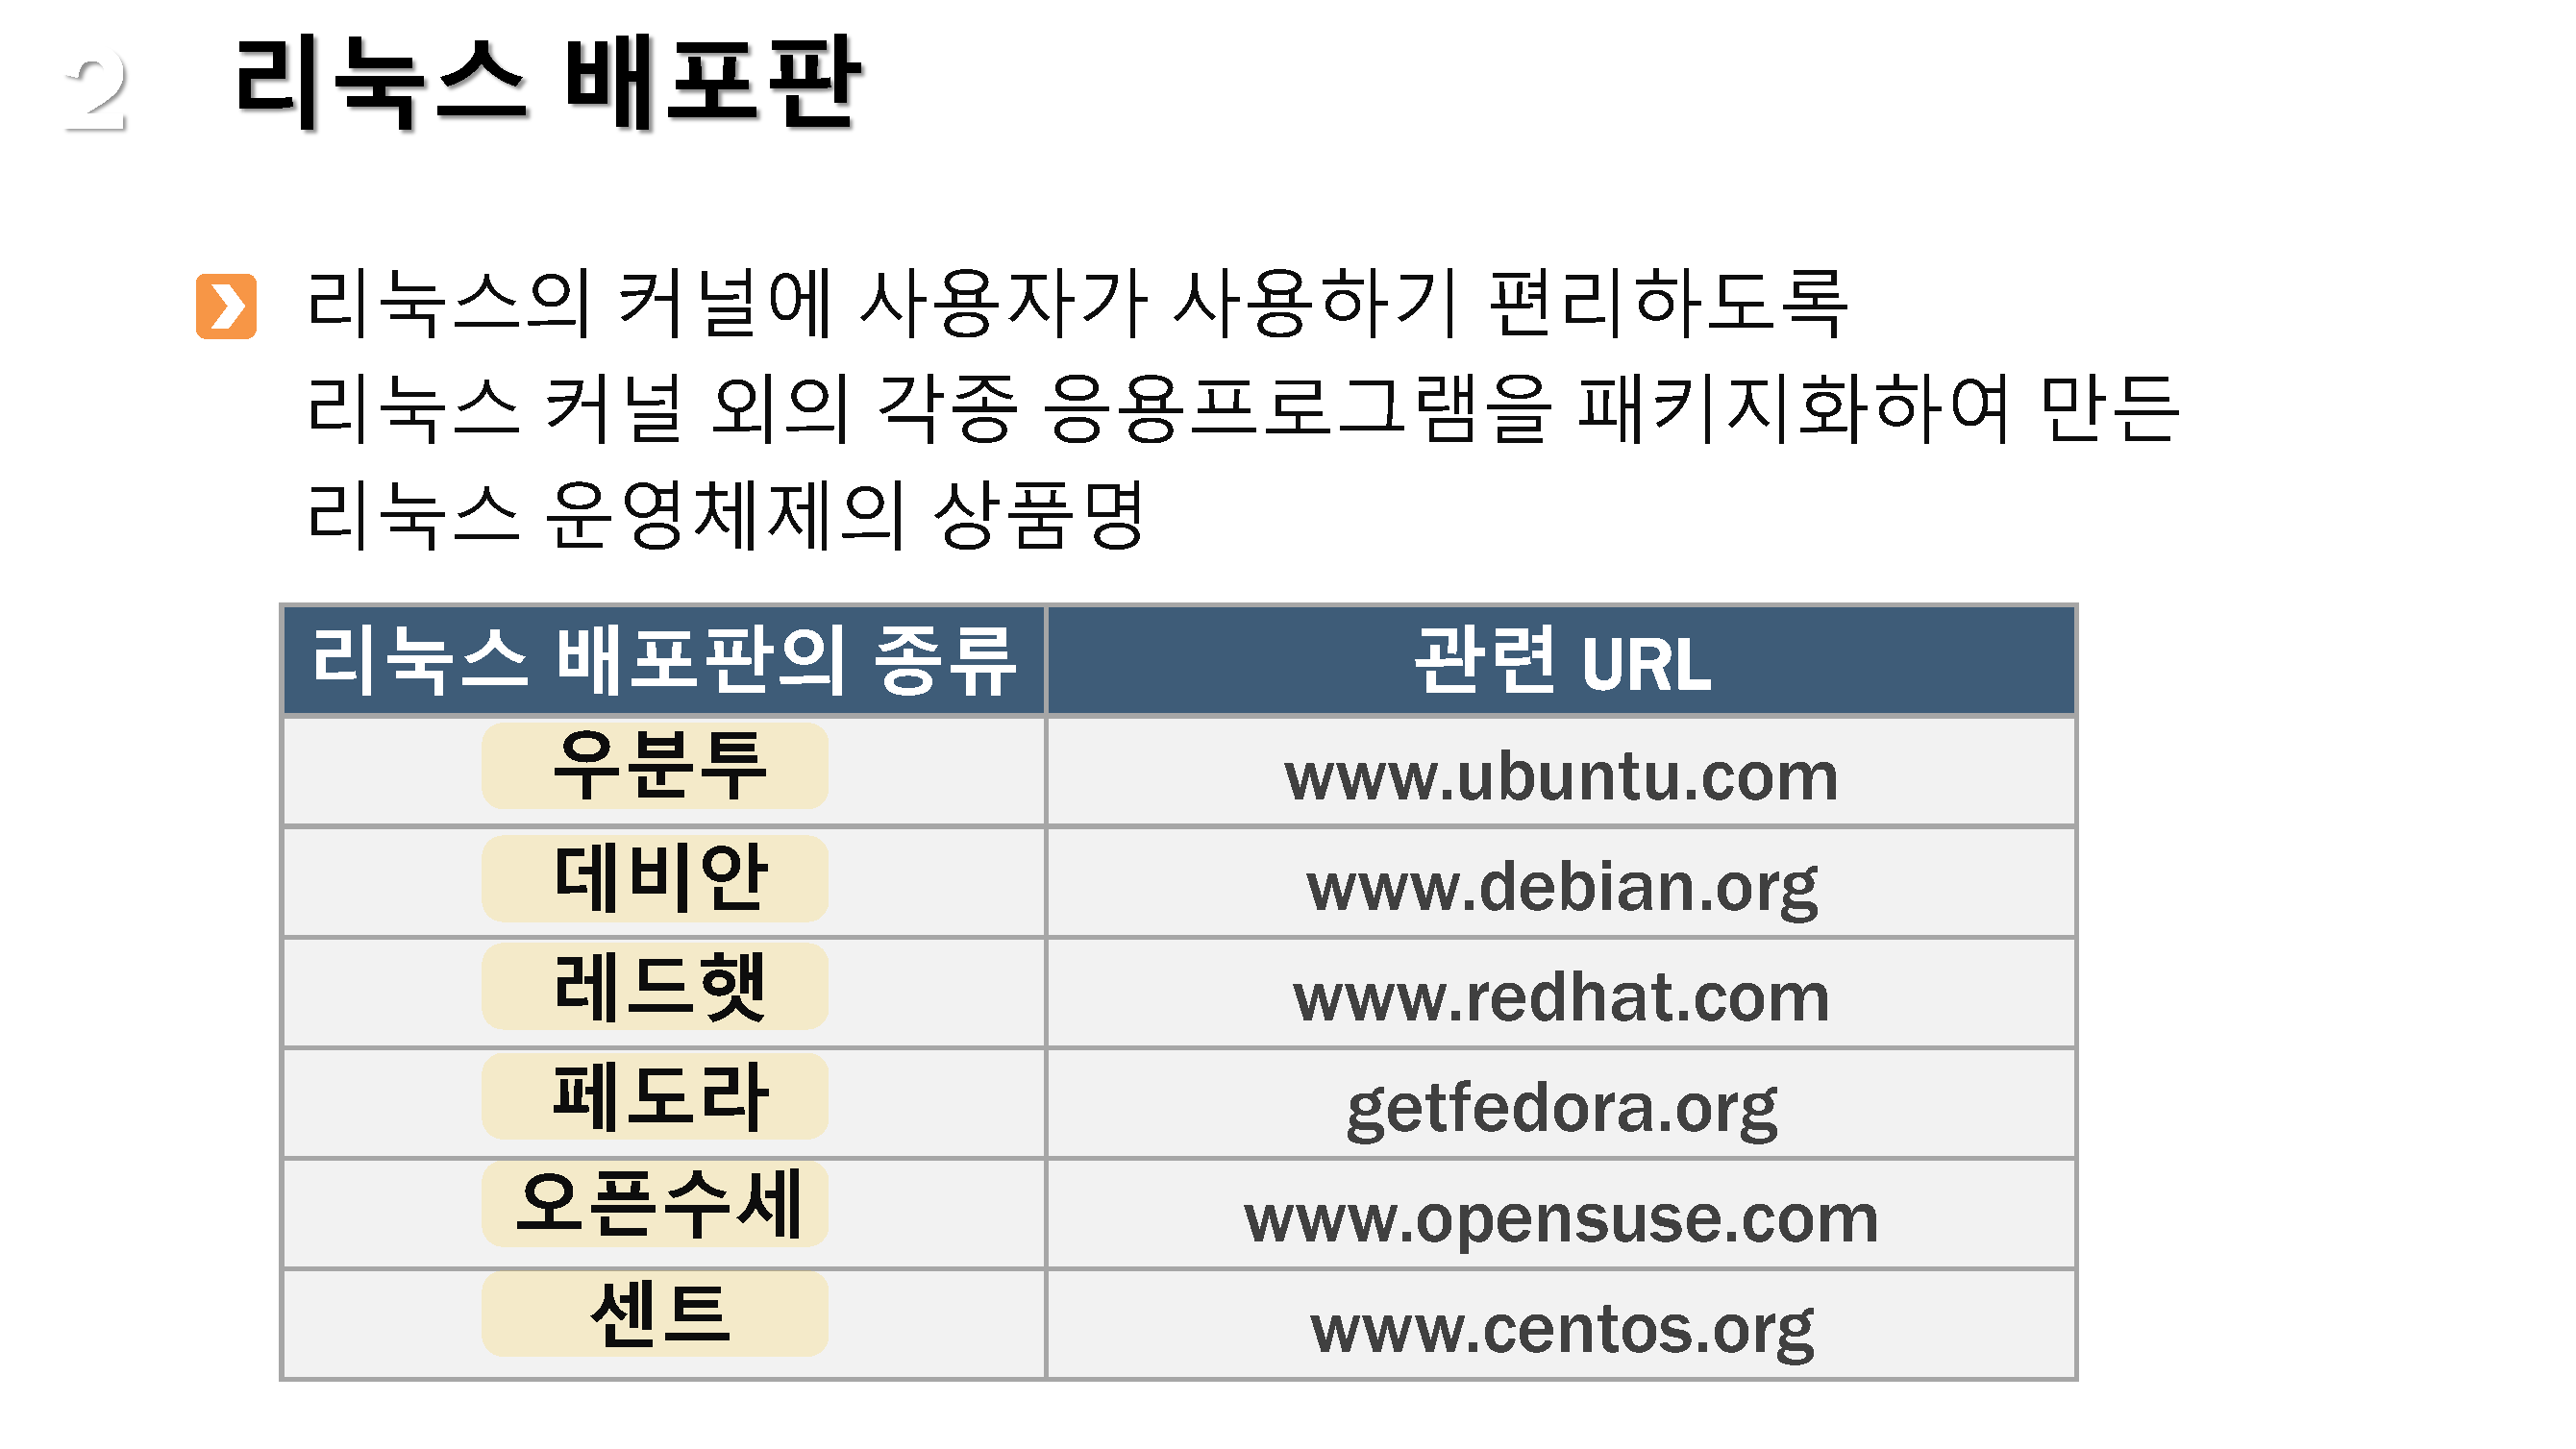 2 리눅스 배포판
리눅스의 커널에 사용자가 사용하기 편리하도록
리눅스 커널 외의 각종 응용프로그램을 패키지화하여 만든
리눅스 운영체제의 상품명
리눅스 배포판의 종류 관련 URL
우분투 www.ubuntu.com
데비안 www.debian.org
레드햇 www.redhat.com
페도라 getfedora.org
오픈수세 www.opensuse.com
센트 www.centos.org